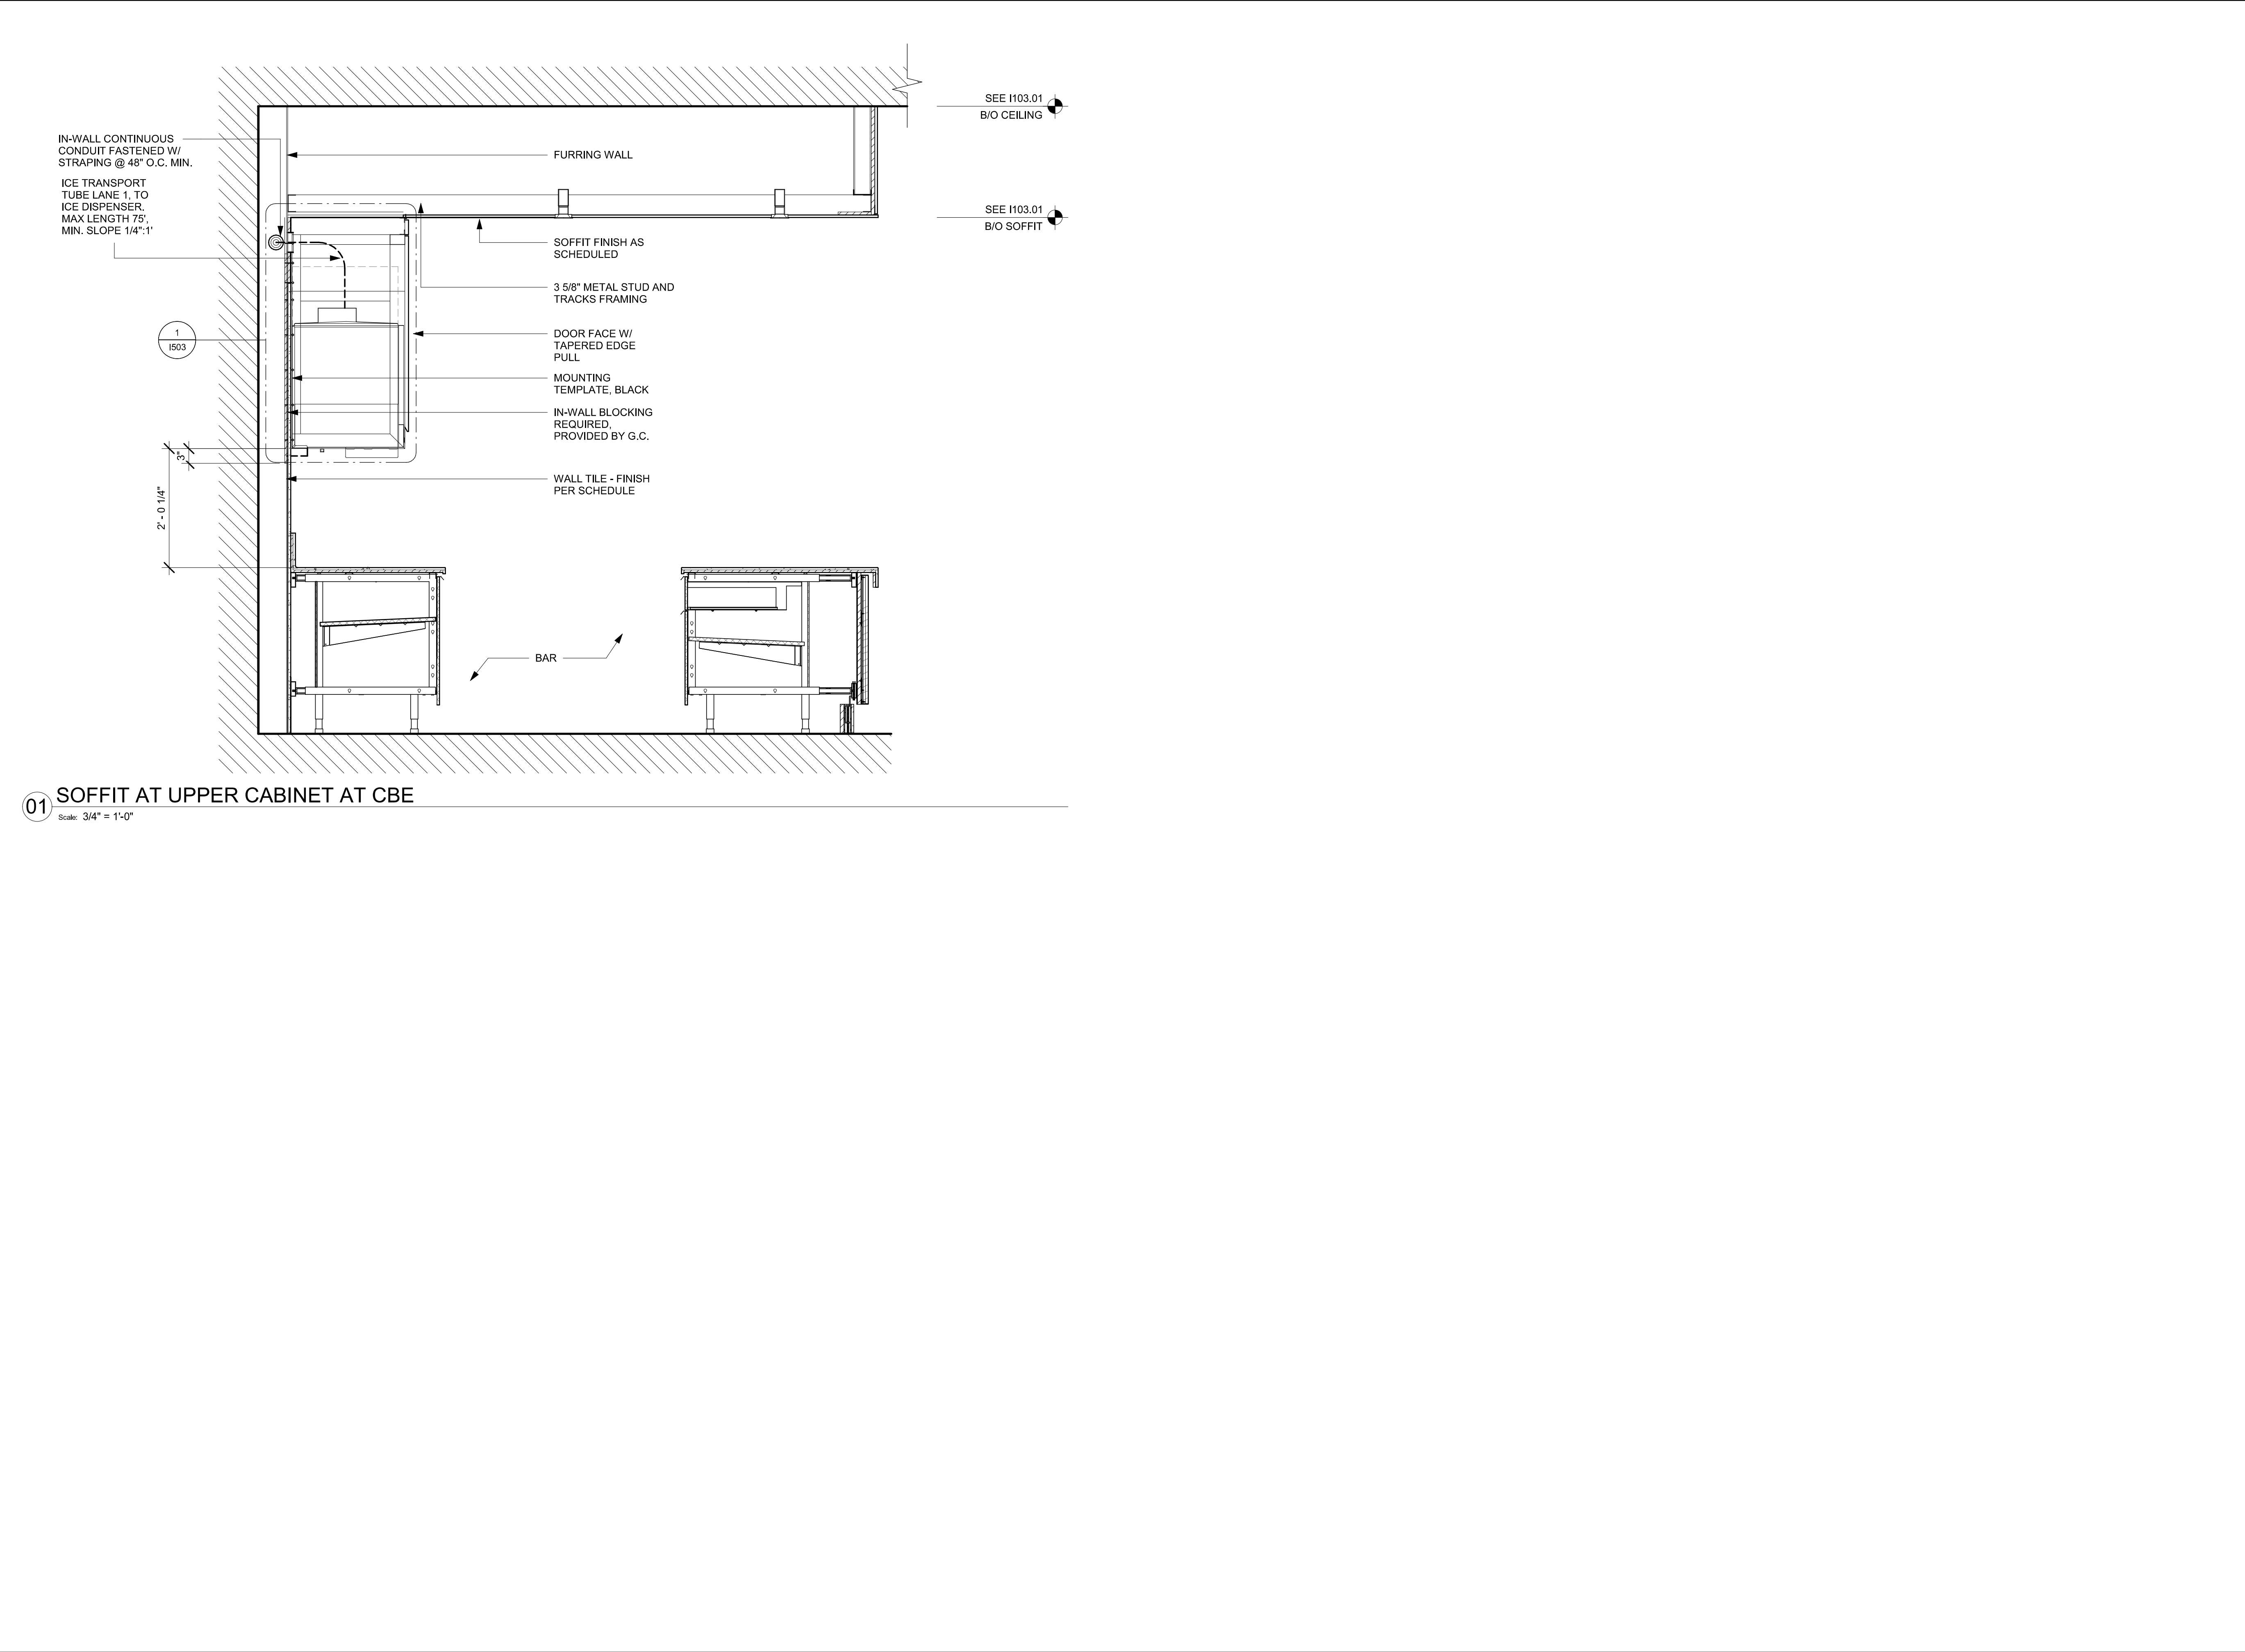 SEE I103.01
B/O CEILING
IN-WALL CONTINUOUS
CONDUIT FASTENED W/
STRAPING @ 48" O.C. MIN.
ICE TRANSPORT
TUBE LANE 1, TO
ICE DISPENSER.
MAX LENGTH 75',
MIN. SLOPE 1/4":1'
FURRING WALL
SEE I103.01
B/O SOFFIT
SOFFIT FINISH AS
SCHEDULED
3 5/8" METAL STUD AND
TRACKS FRAMING
1
I503
DOOR FACE W/
TAPERED EDGE
PULL
MOUNTING
TEMPLATE, BLACK
IN-WALL BLOCKING
REQUIRED,
PROVIDED BY G.C.
3"
2' - 0 1/4"
WALL TILE - FINISH
PER SCHEDULE
BAR
01
SOFFIT AT UPPER CABINET AT CBE
Scale: 3/4" = 1'-0"